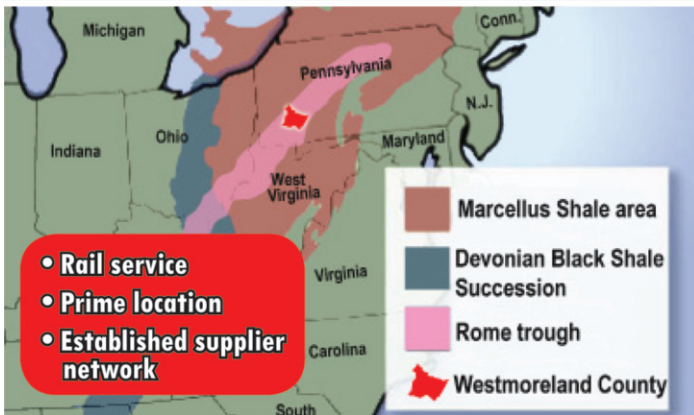 Michigan
Conn.
Pennsylvania
N.J.
Ohio
Indiana
Maryland
West
Virginia
Marcellus Shale area
Devonian Black Shale
Succession
Rome trough
Westmoreland County
• Rail service
• Prime location
• Established supplier
network
Virginia
Carolina
South